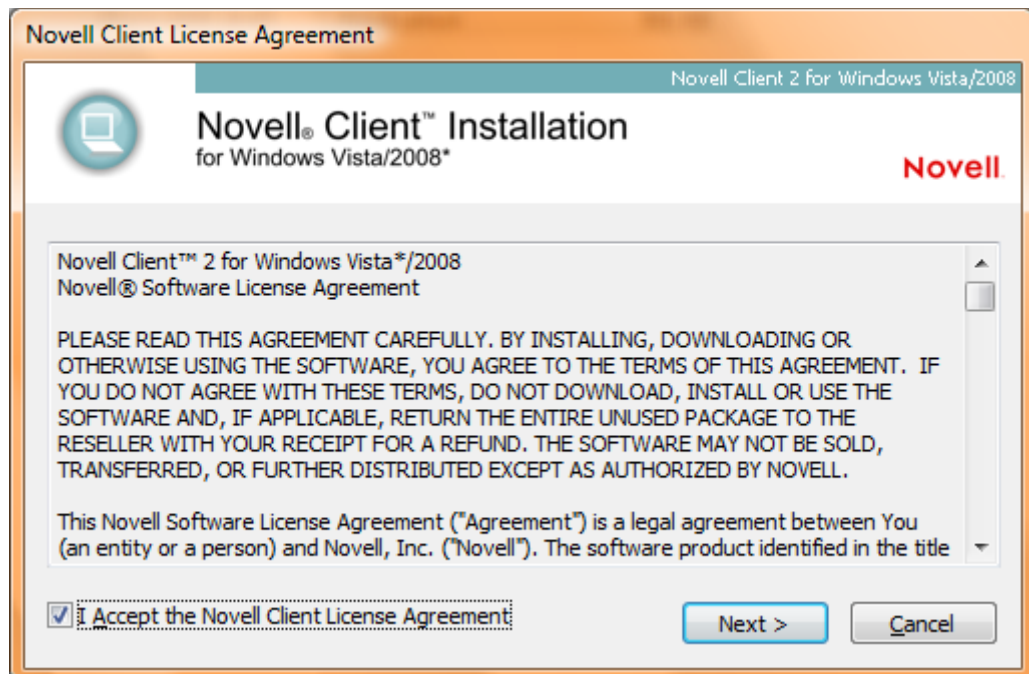 Novell Client License Agreement
Novell Client 2 for Windows Vista/2008
Novell® Client™ Installation
for Windows Vista/2008*
Novell.
Novell Client™ 2 for Windows Vista*/2008
Novell® Software License Agreement
PLEASE READ THIS AGREEMENT CAREFULLY. BY INSTALLING, DOWNLOADING OR
OTHERWISE USING THE SOFTWARE, YOU AGREE TO THE TERMS OF THIS AGREEMENT. IF
YOU DO NOT AGREE WITH THESE TERMS, DO NOT DOWNLOAD, INSTALL OR USE THE
SOFTWARE AND, IF APPLICABLE, RETURN THE ENTIRE UNUSED PACKAGE TO THE
RESELLER WITH YOUR RECEIPT FOR A REFUND. THE SOFTWARE MAY NOT BE SOLD,
TRANSFERRED, OR FURTHER DISTRIBUTED EXCEPT AS AUTHORIZED BY NOVELL.
This Novell Software License Agreement ("Agreement") is a legal agreement between You
(an entity or a person) and Novell, Inc. ("Novell"). The software product identified in the title
I Accept the Novell Client License Agreement
Next >
Cancel